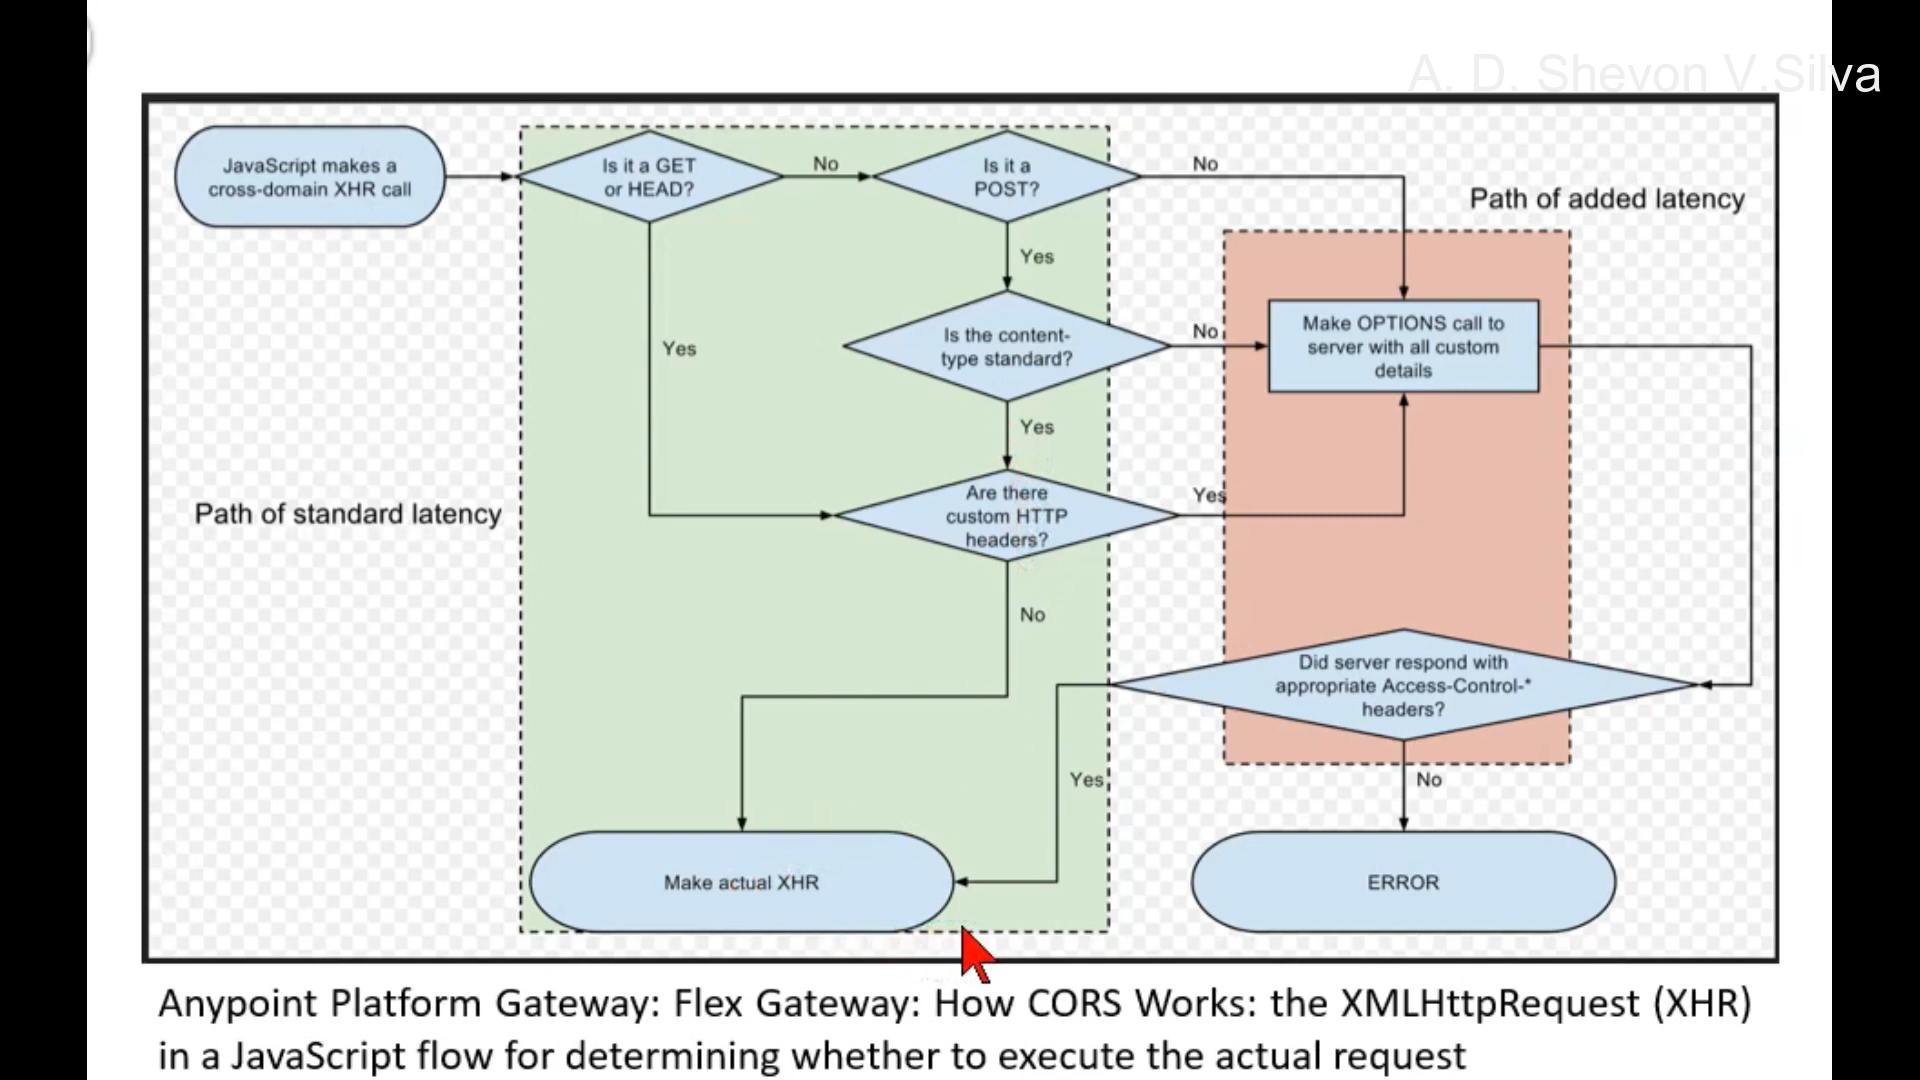 A. D. Shevon V.Silva
JavaScript makes a
cross-domain XHR call
Is it a GET
or HEAD?
No
Is it a
POST?
No
Path of added latency
Yes
Yes
Is the content-
type standard?
No
Make OPTIONS call to
server with all custom
details
Yes
Path of standard latency
Are there
custom HTTP
headers?
Yes
No
Did server respond with
appropriate Access-Control-*
headers?
Yes
No
Make actual XHR
ERROR
Anypoint Platform Gateway: Flex Gateway: How CORS Works: the XMLHttpRequest (XHR)
in a JavaScript flow for determining whether to execute the actual request